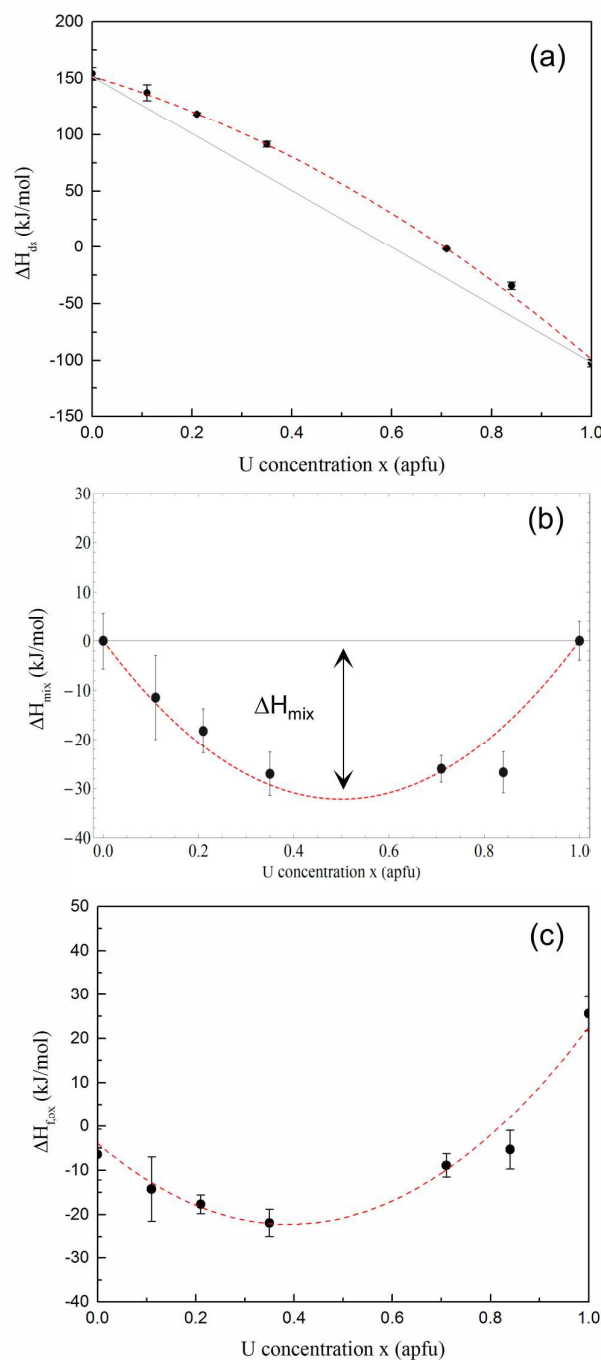 (a)
200
150
100
50
0
-50
-100
-150
ΔH_ds (kJ/mol)
0.0 0.2 0.4 0.6 0.8 1.0
U concentration x (apfu)
(b)
30
20
10
0
−10
−20
−30
−40
ΔH_mix (kJ/mol)
ΔH_mix
0.0 0.2 0.4 0.6 0.8 1.0
U concentration x (apfu)
(c)
50
40
30
20
10
0
-10
-20
-30
-40
ΔH_f,ox (kJ/mol)
0.0 0.2 0.4 0.6 0.8 1.0
U concentration x (apfu)